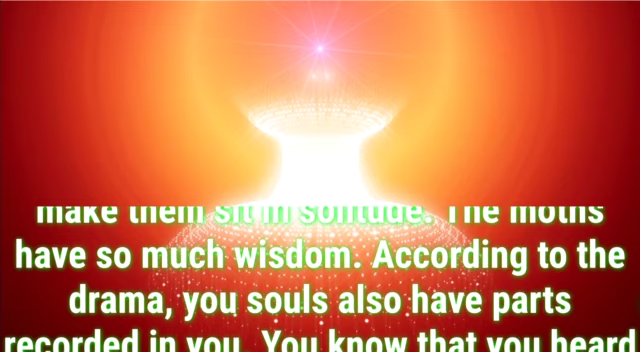 make them sit in solitude. The moths
have so much wisdom. According to the
drama, you souls also have parts
recorded in you. You know that you heard